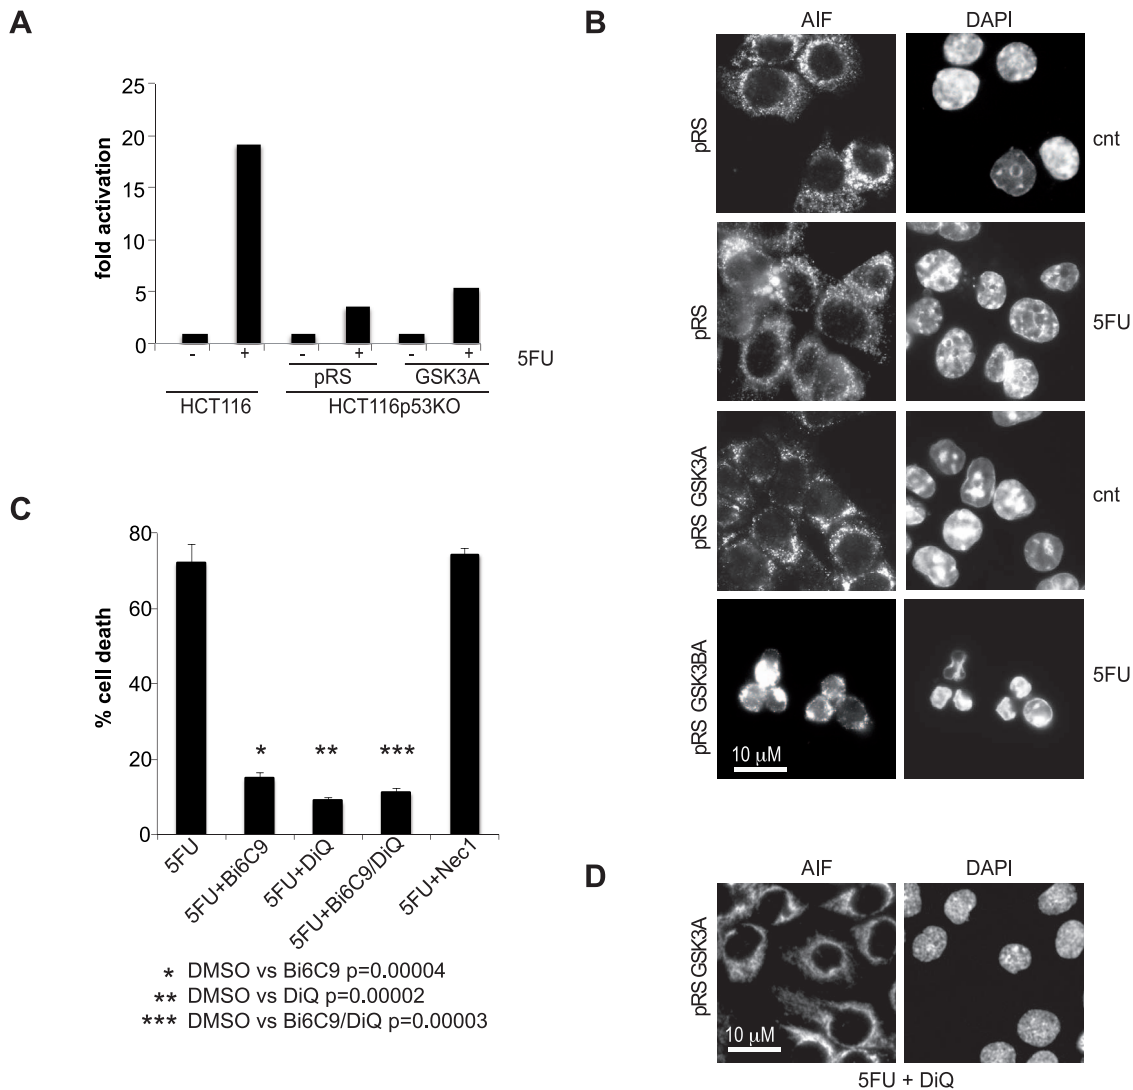 A
25
20
15
10
5
0
fold activation
- + - + - + 5FU
pRS GSK3A
HCT116 HCT116p53KO
B
AIF DAPI
pRS cnt
pRS 5FU
pRS GSK3A cnt
pRS GSK3BA 5FU
10 µM
C
80
60
40
20
0
% cell death
* ** ***
5FU 5FU+Bi6C9 5FU+DiQ 5FU+Bi6C9/DiQ 5FU+Nec1
* DMSO vs Bi6C9 p=0.00004
** DMSO vs DiQ p=0.00002
*** DMSO vs Bi6C9/DiQ p=0.00003
D
AIF DAPI
pRS GSK3A
10 µM
5FU + DiQ